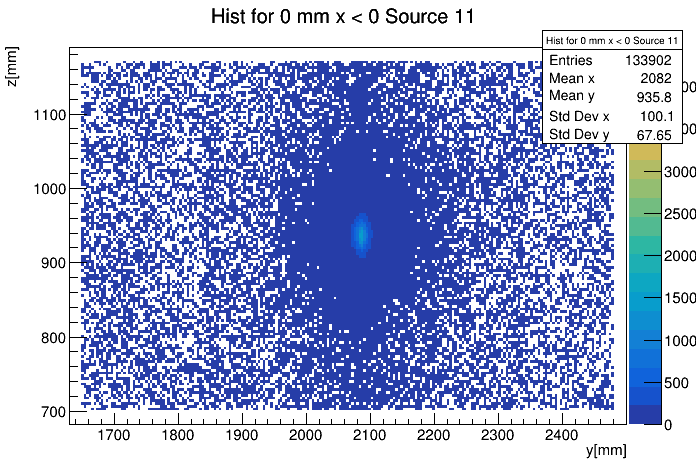 Hist for 0 mm x < 0 Source 11
Hist for 0 mm x < 0 Source 11
Entries 133902
Mean x 2082
Mean y 935.8
Std Dev x 100.1
Std Dev y 67.65
z[mm]
1100
1000
900
800
700
1700 1800 1900 2000 2100 2200 2300 2400
y[mm]
3000
2500
2000
1500
1000
500
0